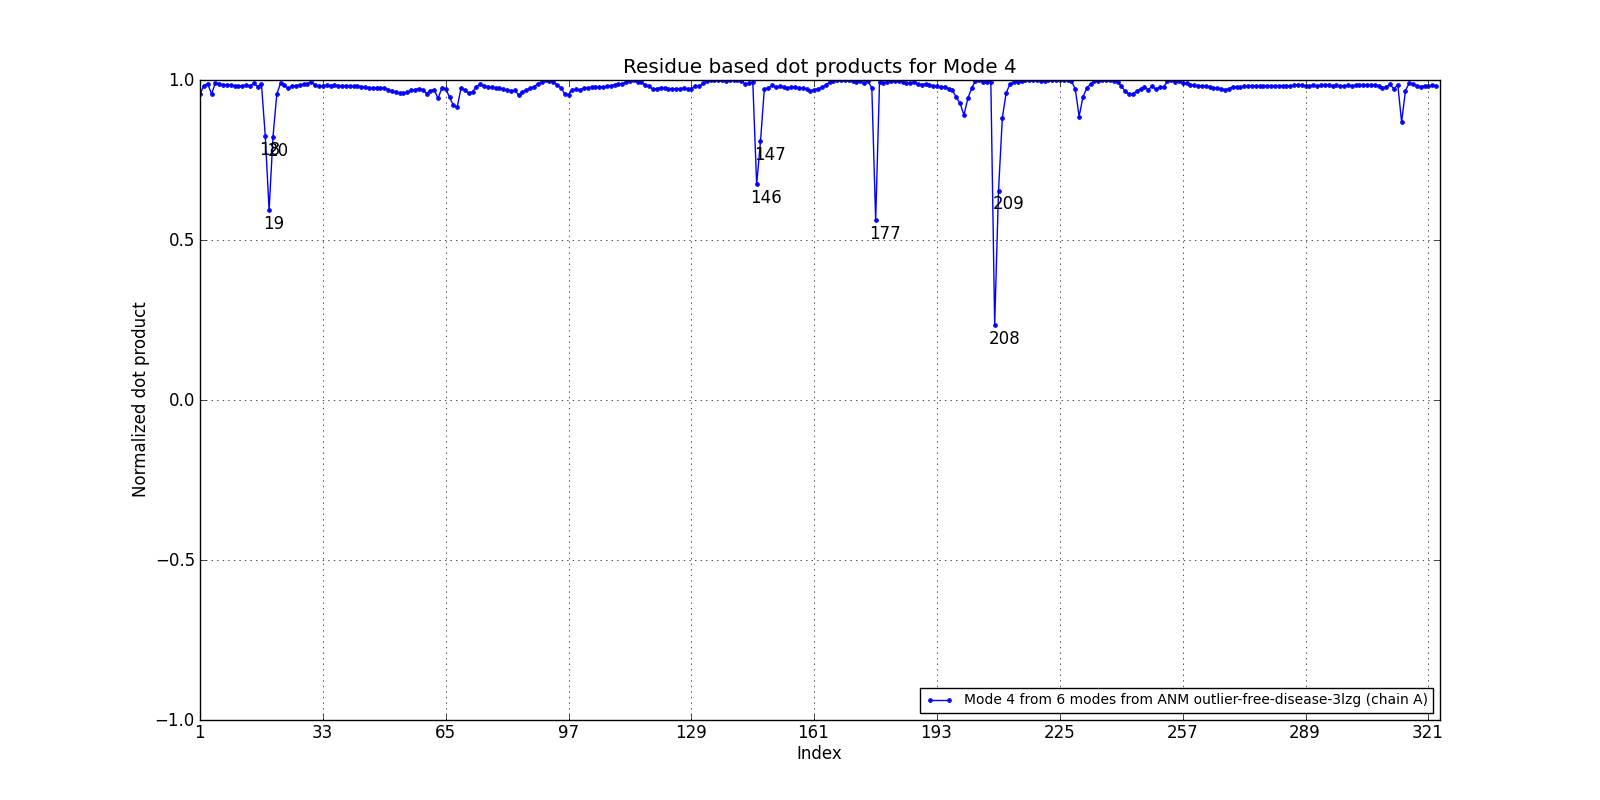 Residue based dot products for Mode 4
1.0
0.5
0.0
−0.5
−1.0
Normalized dot product
18
20
19
147
146
177
209
208
Mode 4 from 6 modes from ANM outlier-free-disease-3lzg (chain A)
1 33 65 97 129 161 193 225 257 289 321
Index